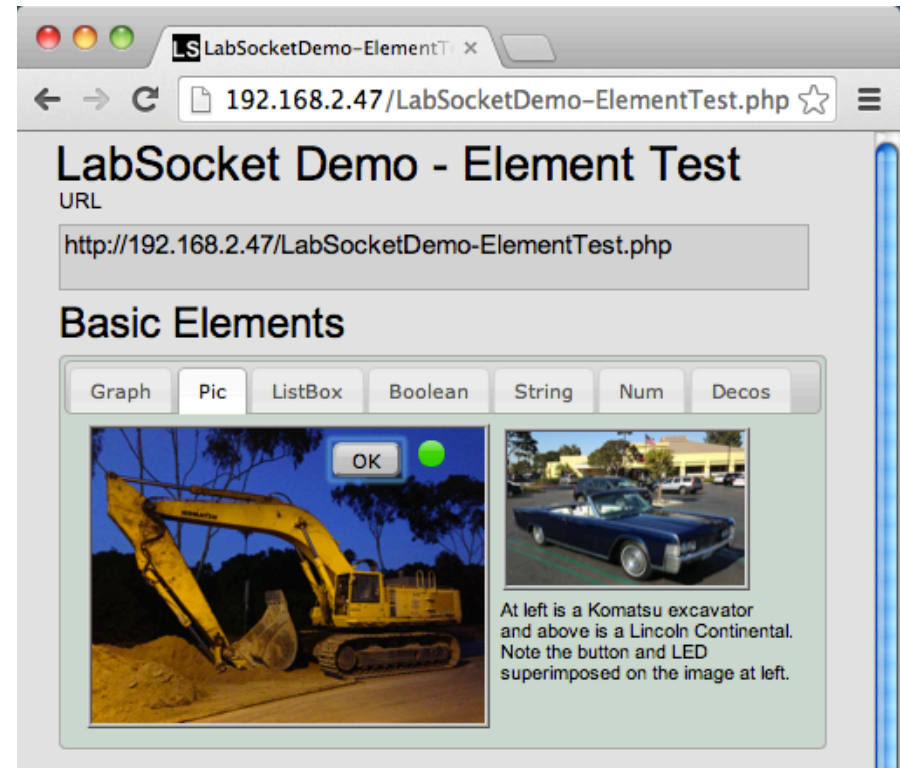 LS LabSocketDemo-ElementT
192.168.2.47/LabSocketDemo-ElementTest.php
LabSocket Demo - Element Test
URL
http://192.168.2.47/LabSocketDemo-ElementTest.php
Basic Elements
Graph Pic ListBox Boolean String Num Decos
OK
KOMATSU
At left is a Komatsu excavator
and above is a Lincoln Continental.
Note the button and LED
superimposed on the image at left.